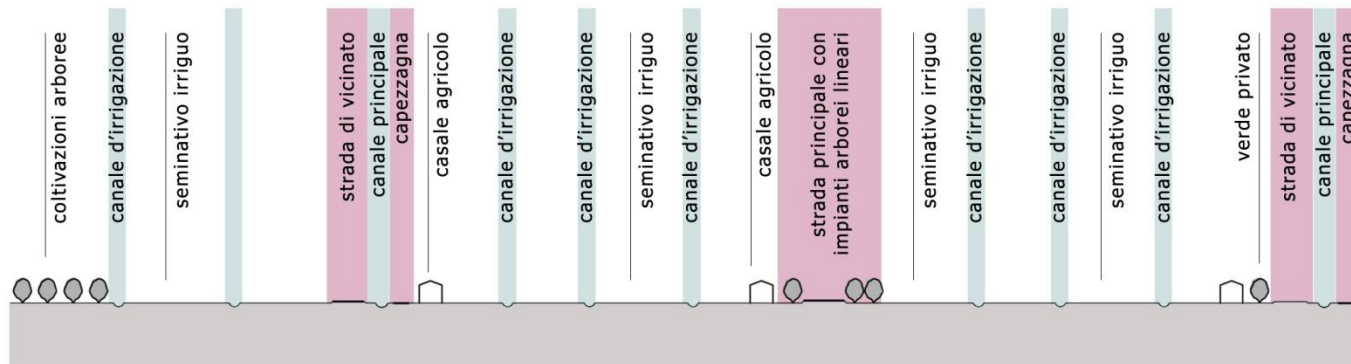 coltivazioni arboree
canale d'irrigazione
seminativo irriguo
strada di vicinato
canale principale
capezzagna
casale agricolo
canale d'irrigazione
canale d'irrigazione
seminativo irriguo
canale d'irrigazione
casale agricolo
strada principale con
impianti arborei lineari
seminativo irriguo
canale d'irrigazione
canale d'irrigazione
seminativo irriguo
canale d'irrigazione
verde privato
strada di vicinato
canale principale
capezzagna